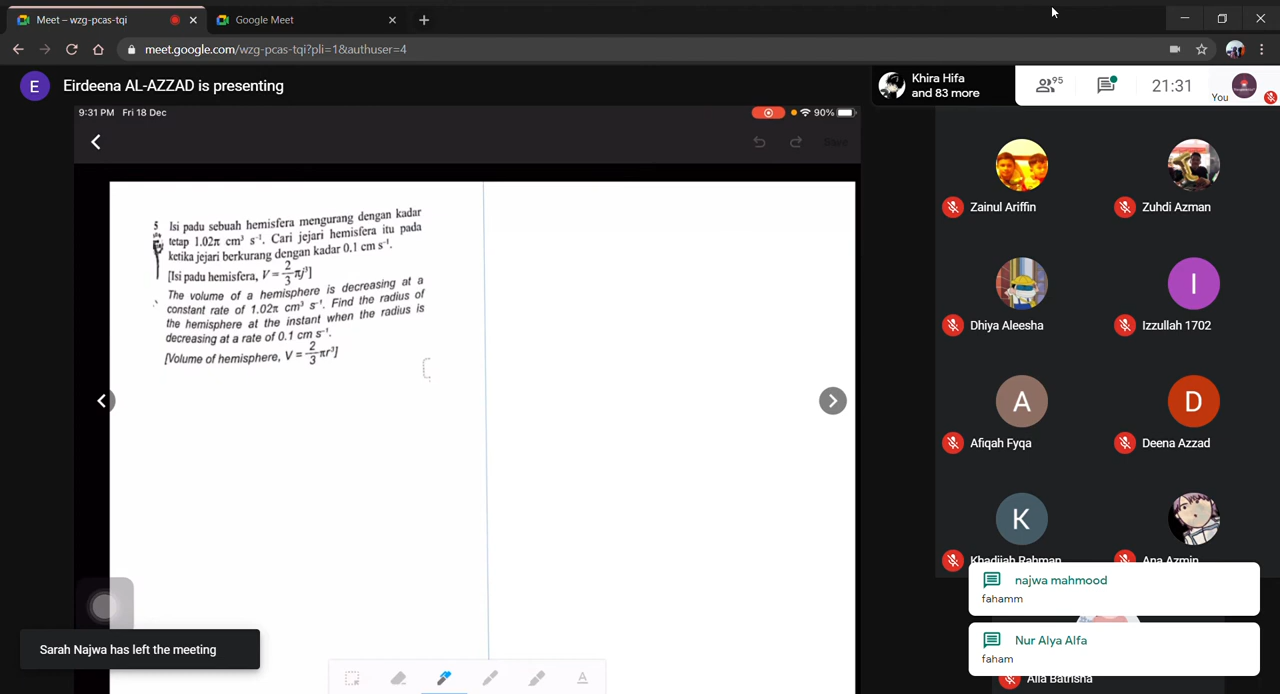 Meet – wzg-pcas-tqi
Google Meet
meet.google.com/wzg-pcas-tqi?pli=1&authuser=4
E
Eirdeena AL-AZZAD is presenting
Khira Hifa
and 83 more
95
21:31
You
9:31 PM Fri 18 Dec
90%
Save
5 Isi padu sebuah hemisfera mengurang dengan kadar
tetap 1.02π cm³ s⁻¹. Cari jejari hemisfera itu pada
ketika jejari berkurang dengan kadar 0.1 cm s⁻¹.
[Isi padu hemisfera, V = 2/3 πj³]
The volume of a hemisphere is decreasing at a
constant rate of 1.02π cm³ s⁻¹. Find the radius of
the hemisphere at the instant when the radius is
decreasing at a rate of 0.1 cm s⁻¹.
[Volume of hemisphere, V = 2/3 πr³]
Zainul Ariffin
Zuhdi Azman
I
Dhiya Aleesha
Izzullah 1702
A
D
Afiqah Fyqa
Deena Azzad
K
Khadijah Rahman
Ana Azmin
najwa mahmood
fahamm
Nur Alya Alfa
faham
Alia Batrisha
Sarah Najwa has left the meeting
A